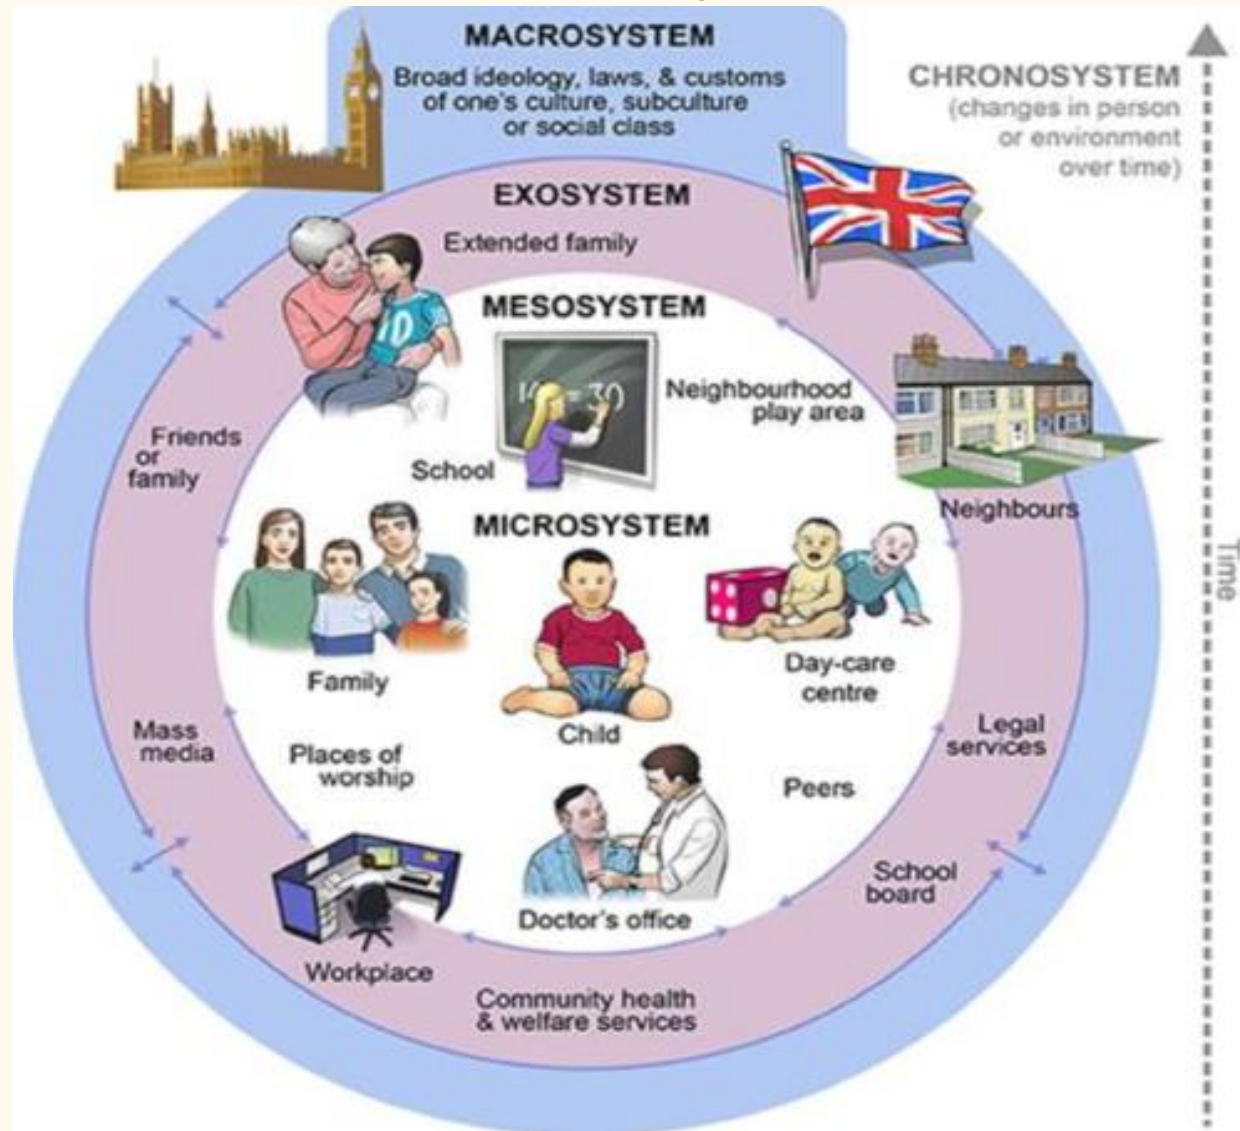 MACROSYSTEM
Broad ideology, laws, & customs
of one's culture, subculture
or social class
CHRONOSYSTEM
(changes in person
or environment
over time)
EXOSYSTEM
Extended family
MESOSYSTEM
Neighbourhood
play area
School
Friends
or
family
Neighbours
MICROSYSTEM
Time
Family
Day-care
centre
Child
Mass
media
Places of
worship
Legal
services
Peers
School
board
Doctor's office
Workplace
Community health
& welfare services